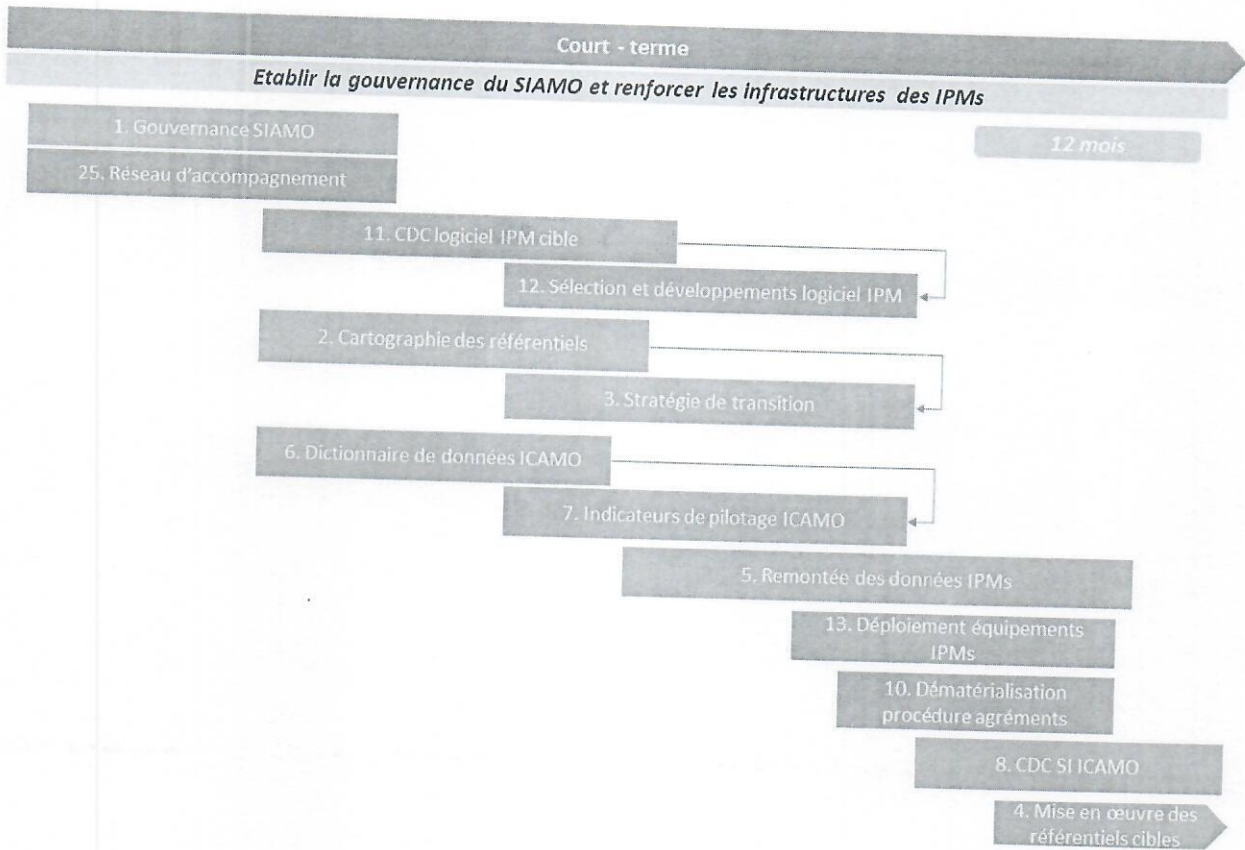 Court - terme
Etablir la gouvernance du SIAMO et renforcer les infrastructures des IPMs
1. Gouvernance SIAMO
12 mois
25. Réseau d'accompagnement
11. CDC logiciel IPM cible
12. Sélection et développements logiciel IPM
2. Cartographie des référentiels
3. Stratégie de transition
6. Dictionnaire de données ICAMO
7. Indicateurs de pilotage ICAMO
5. Remontée des données IPMs
13. Déploiement équipements
IPMs
10. Dématérialisation
procédure agréments
8. CDC SI ICAMO
4. Mise en œuvre des
référentiels cibles